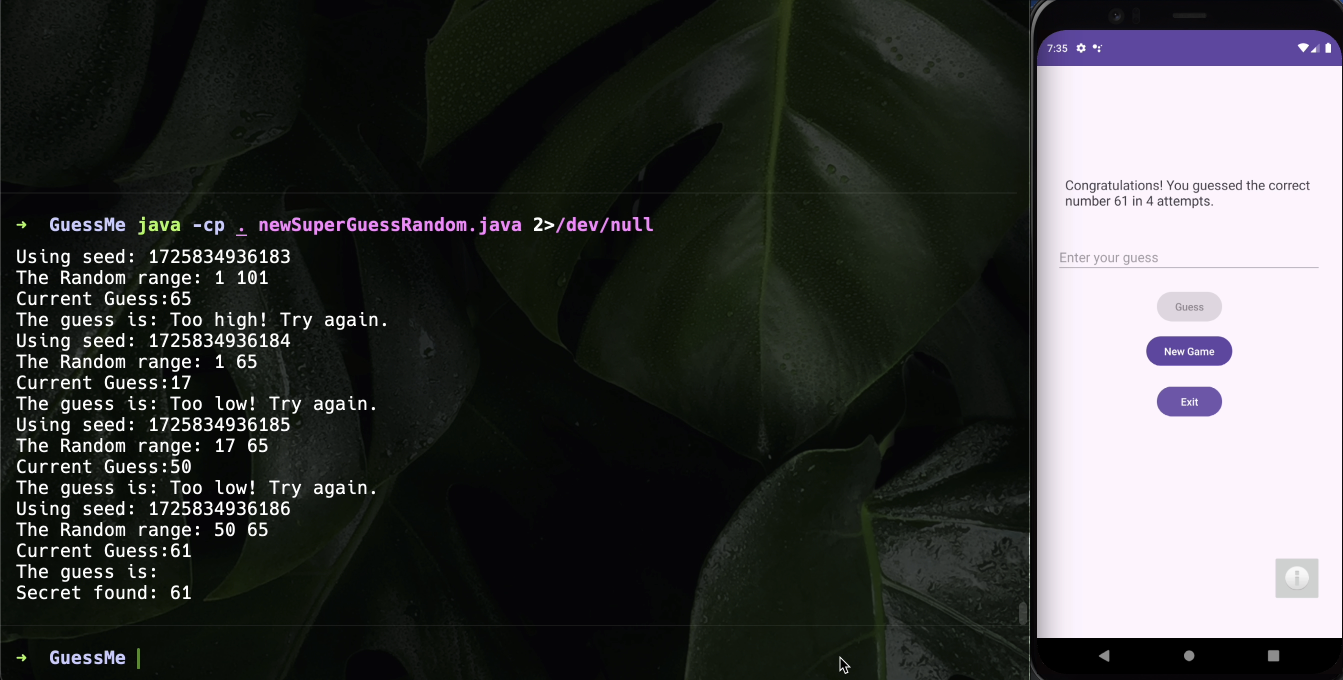 ➜ GuessMe java -cp . newSuperGuessRandom.java 2>/dev/null
Using seed: 1725834936183
The Random range: 1 101
Current Guess:65
The guess is: Too high! Try again.
Using seed: 1725834936184
The Random range: 1 65
Current Guess:17
The guess is: Too low! Try again.
Using seed: 1725834936185
The Random range: 17 65
Current Guess:50
The guess is: Too low! Try again.
Using seed: 1725834936186
The Random range: 50 65
Current Guess:61
The guess is:
Secret found: 61
➜ GuessMe
7:35
Congratulations! You guessed the correct
number 61 in 4 attempts.
Enter your guess
Guess
New Game
Exit